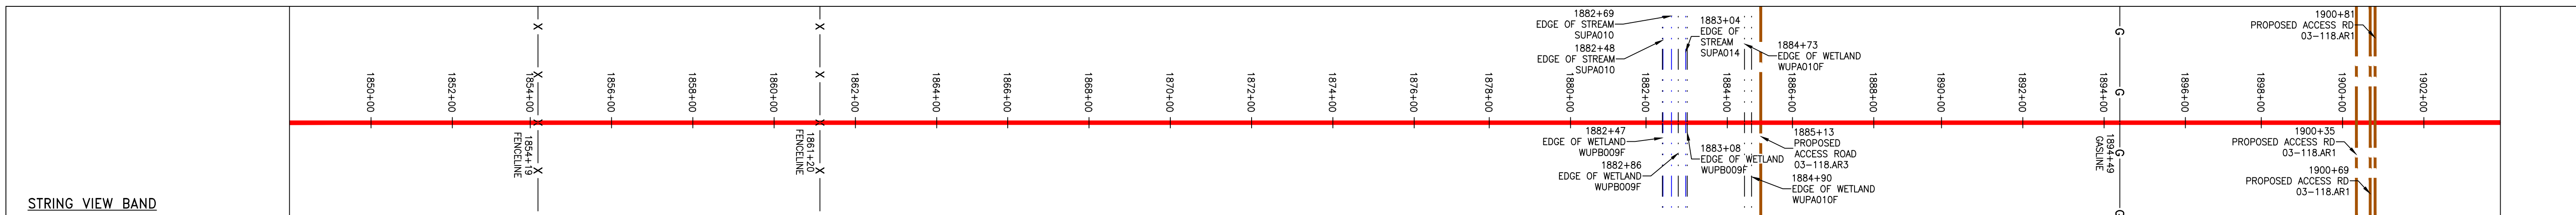 1882+69
EDGE OF STREAM
SUPA010
1882+48
EDGE OF STREAM
SUPA010
1883+04
EDGE OF
STREAM
SUPA014
1884+73
EDGE OF WETLAND
WUPA010F
1900+81
PROPOSED ACCESS RD
03-118.AR1
X
X
G
X
X
G
1850+00
1852+00
1854+00
1856+00
1858+00
1860+00
1862+00
1864+00
1866+00
1868+00
1870+00
1872+00
1874+00
1876+00
1878+00
1880+00
1882+00
1884+00
1886+00
1888+00
1890+00
1892+00
1894+00
1896+00
1898+00
1900+00
1902+00
X
X
1854+19
FENCELINE
X
1861+20
FENCELINE
X
1882+47
EDGE OF WETLAND
WUPB009F
1882+86
EDGE OF WETLAND
WUPB009F
1883+08
EDGE OF WETLAND
WUPB009F
1885+13
PROPOSED
ACCESS ROAD
03-118.AR3
1884+90
EDGE OF WETLAND
WUPA010F
1894+49
GASLINE
G
G
1900+35
PROPOSED ACCESS RD
03-118.AR1
1900+69
PROPOSED ACCESS RD
03-118.AR1
STRING VIEW BAND